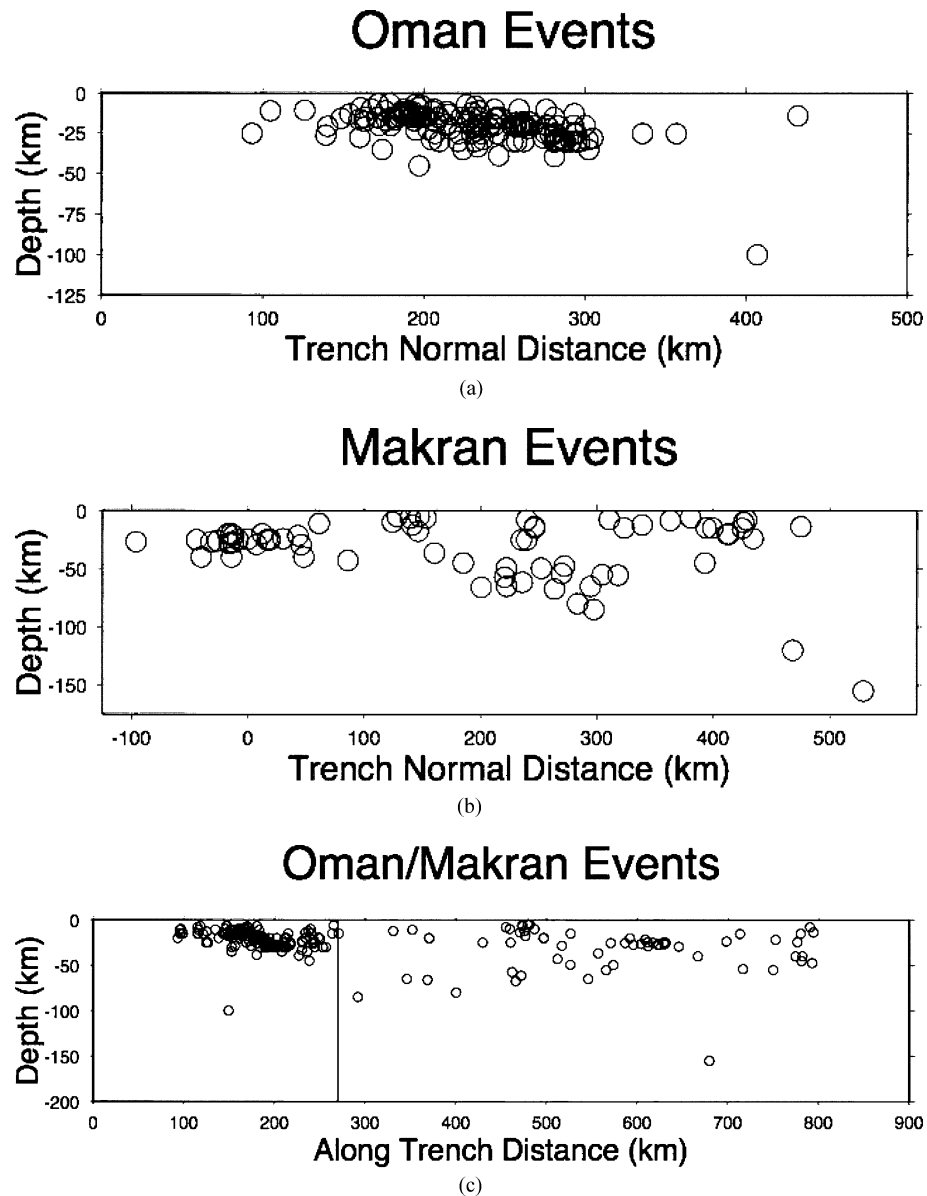 Oman Events
0
-25
-50
-75
-100
-125
Depth (km)
0 100 200 300 400 500
Trench Normal Distance (km)
(a)
Makran Events
0
-50
-100
-150
Depth (km)
-100 0 100 200 300 400 500
Trench Normal Distance (km)
(b)
Oman/Makran Events
0
-50
-100
-150
-200
Depth (km)
0 100 200 300 400 500 600 700 800 900
Along Trench Distance (km)
(c)